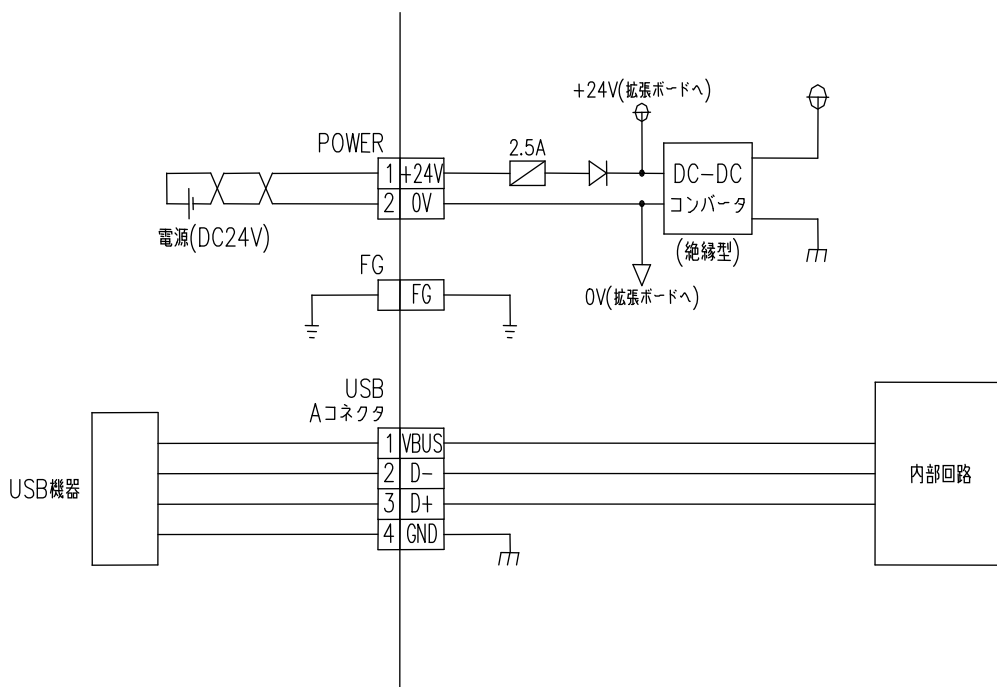 +24V(拡張ボードへ)
POWER
2.5A
1 +24V
2 0V
DC-DC
コンバータ
(絶縁型)
電源(DC24V)
FG
FG
0V(拡張ボードへ)
USB
Aコネクタ
1 VBUS
2 D-
3 D+
4 GND
USB機器
内部回路